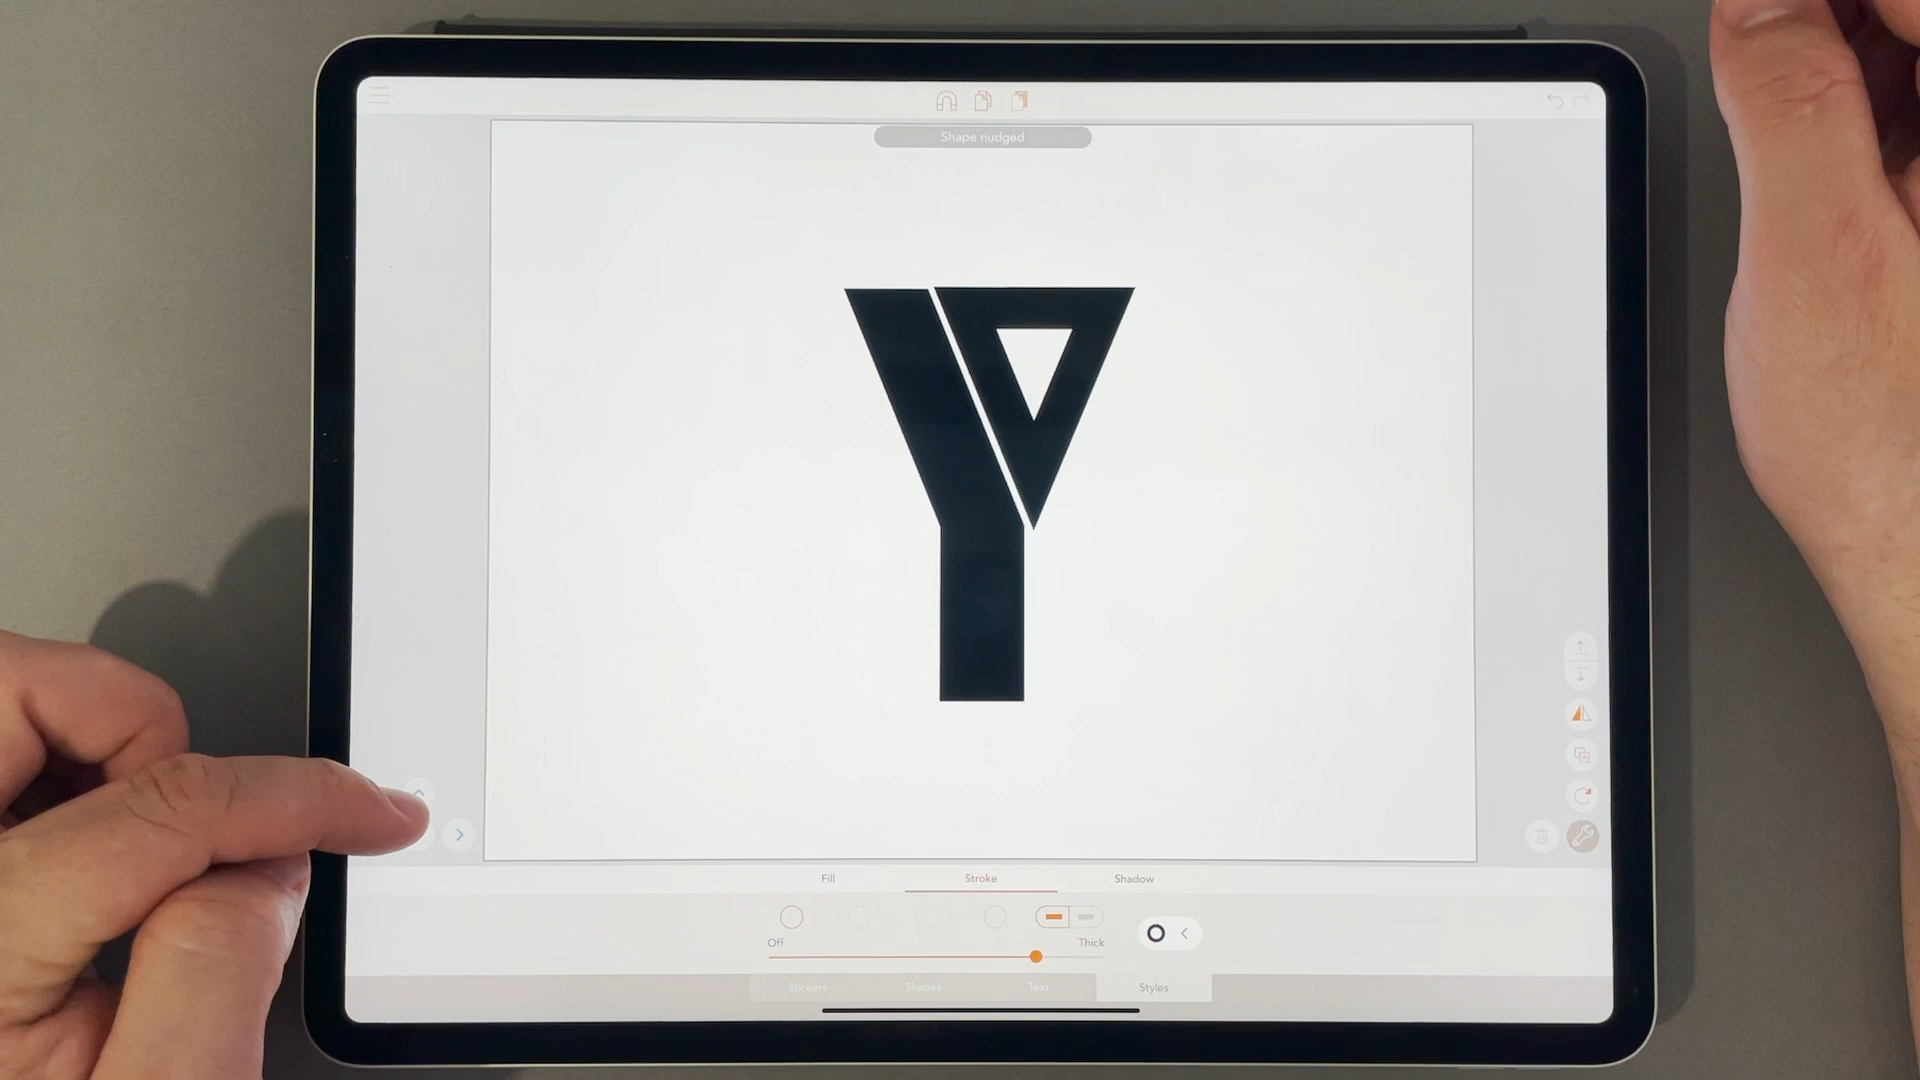 Shape nudged
Y
Fill Stroke Shadow
Off Thick
Stickers Shapes Text Styles